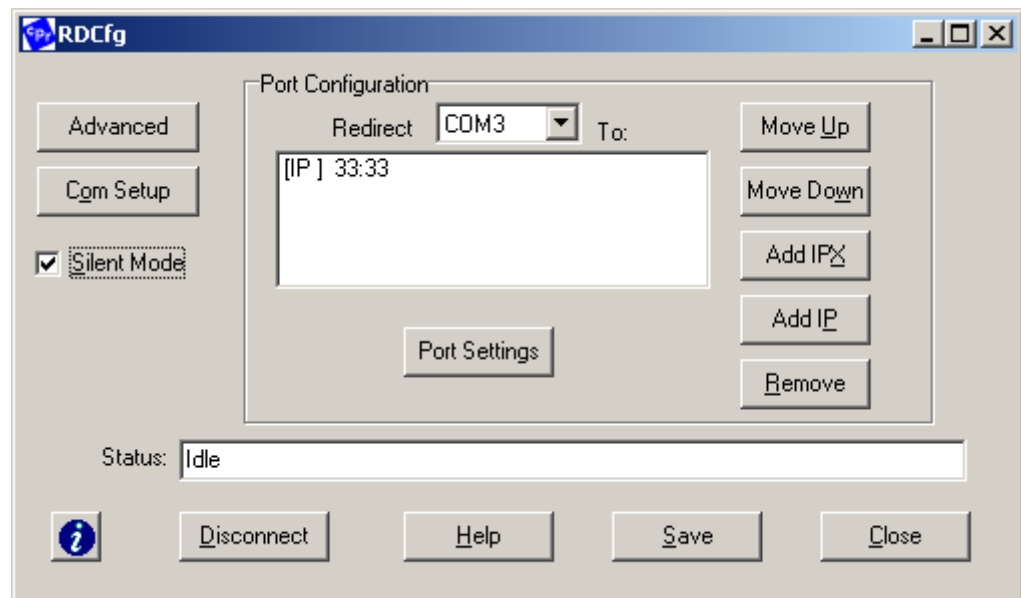 cpr RDCfg
Port Configuration
Advanced
Redirect COM3 To:
Move Up
[IP ] 33:33
Com Setup
Move Down
Silent Mode
Add IPX
Add IP
Port Settings
Remove
Status: Idle
i Disconnect Help Save Close